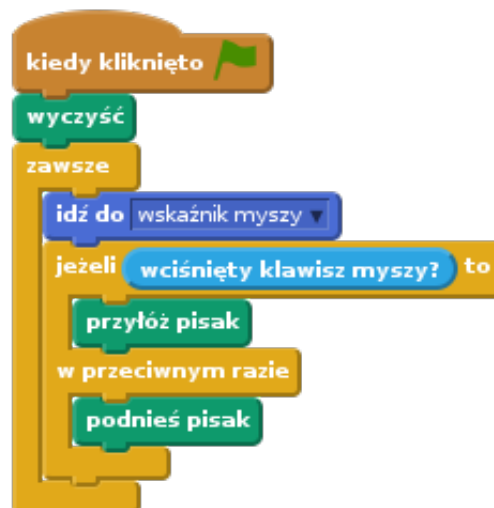 kiedy kliknięto
wyczyść
zawsze
idź do wskaźnik myszy
jeżeli wciśnięty klawisz myszy? to
przyłóż pisak
w przeciwnym razie
podnieś pisak